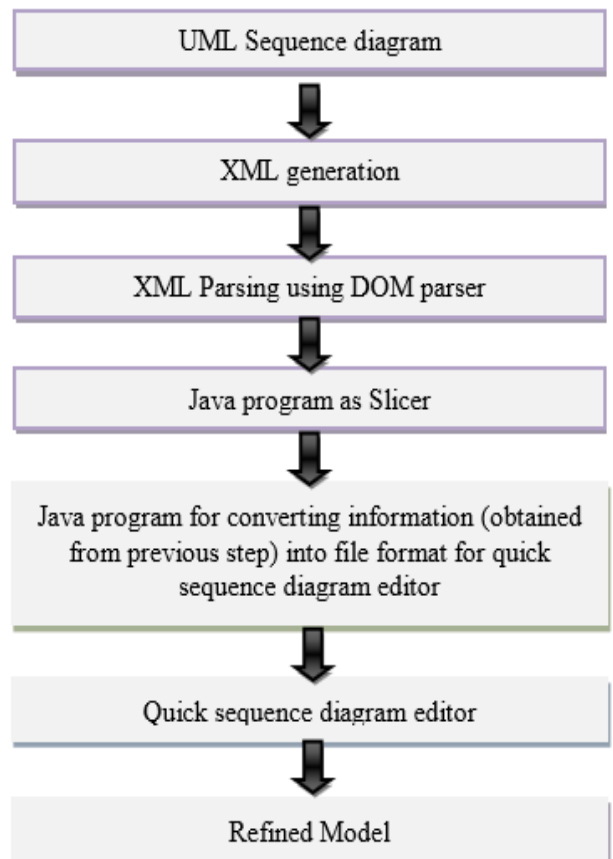 UML Sequence diagram
XML generation
XML Parsing using DOM parser
Java program as Slicer
Java program for converting information (obtained
from previous step) into file format for quick
sequence diagram editor
Quick sequence diagram editor
Refined Model